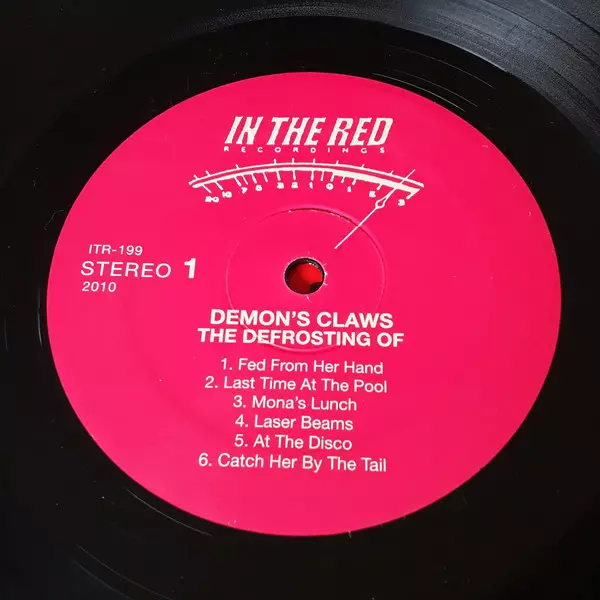 IN THE RED
RECORDINGS
ITR-199
STEREO 1
2010
DEMON'S CLAWS
THE DEFROSTING OF
1. Fed From Her Hand
2. Last Time At The Pool
3. Mona's Lunch
4. Laser Beams
5. At The Disco
6. Catch Her By The Tail